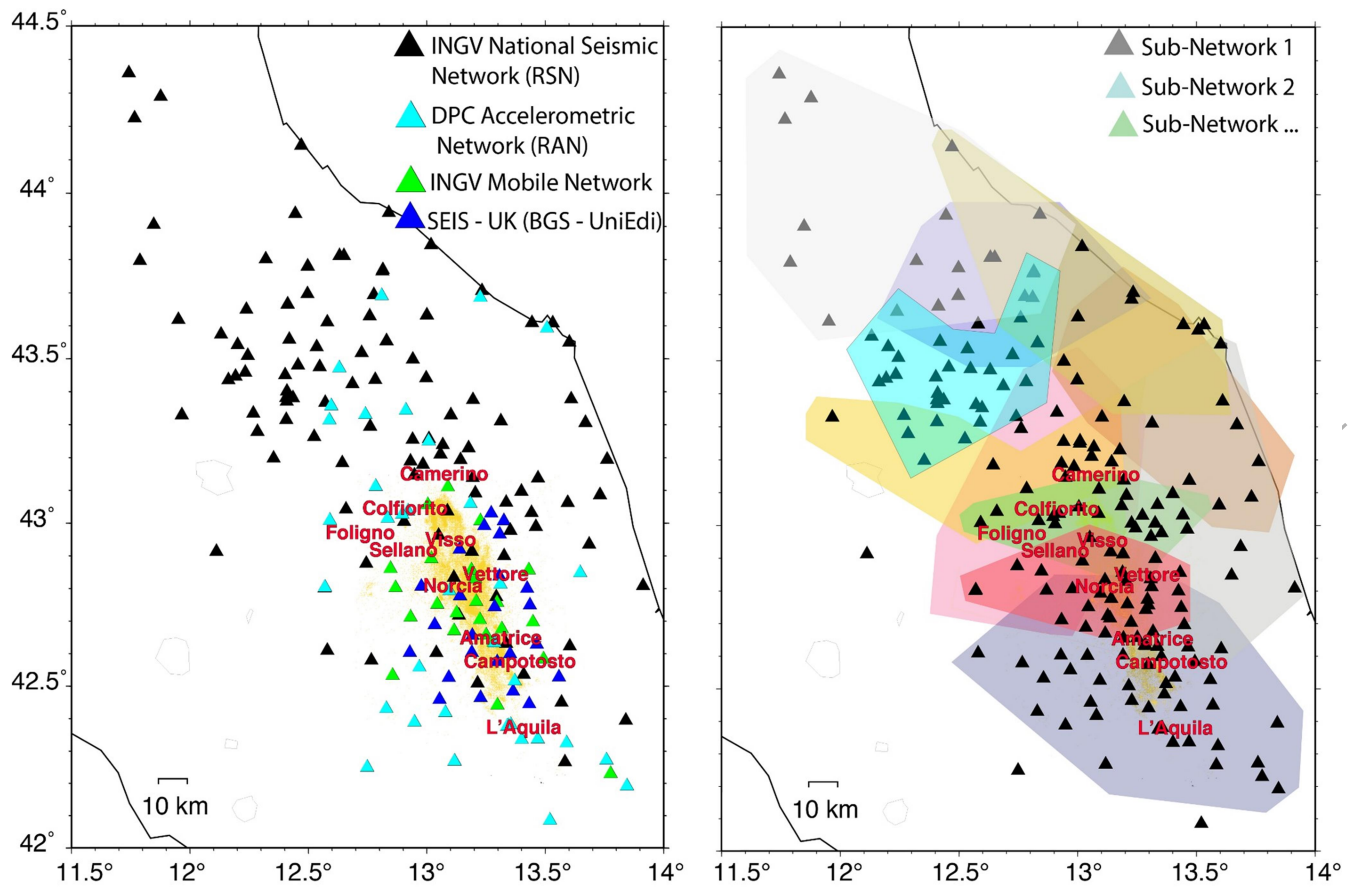 44.5°
44°
43.5°
43°
42.5°
42°
INGV National Seismic
Network (RSN)
DPC Accelerometric
Network (RAN)
INGV Mobile Network
SEIS - UK (BGS - UniEdi)
Camerino
Colfiorito
Foligno
Visso
Sellano
Vettore
Norcia
Amatrice
Campotosto
L'Aquila
10 km
11.5°
12°
12.5°
13°
13.5°
14°
Sub-Network 1
Sub-Network 2
Sub-Network ...
Camerino
Colfiorito
Foligno
Visso
Sellano
Vettore
Norcia
Amatrice
Campotosto
L'Aquila
10 km
11.5°
12°
12.5°
13°
13.5°
14°